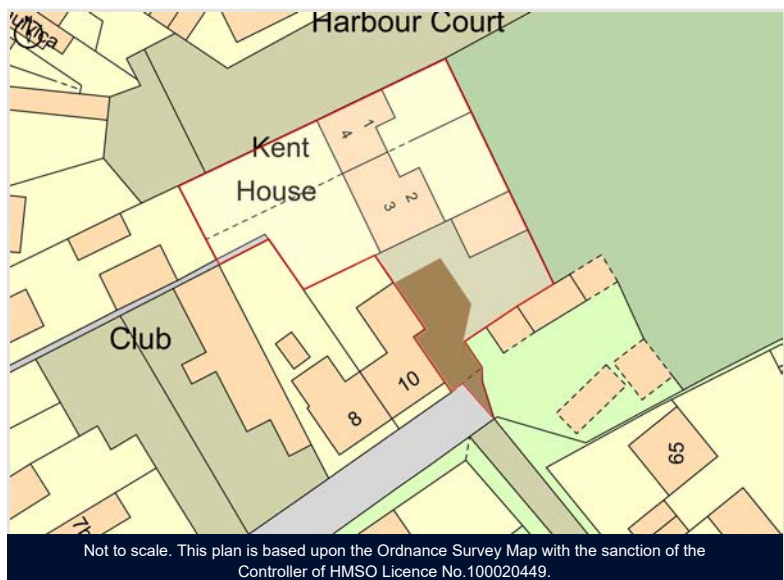 Harbour Court
Kent
House
1
4
2
3
Club
10
8
65
Not to scale. This plan is based upon the Ordnance Survey Map with the sanction of the
Controller of HMSO Licence No.100020449.